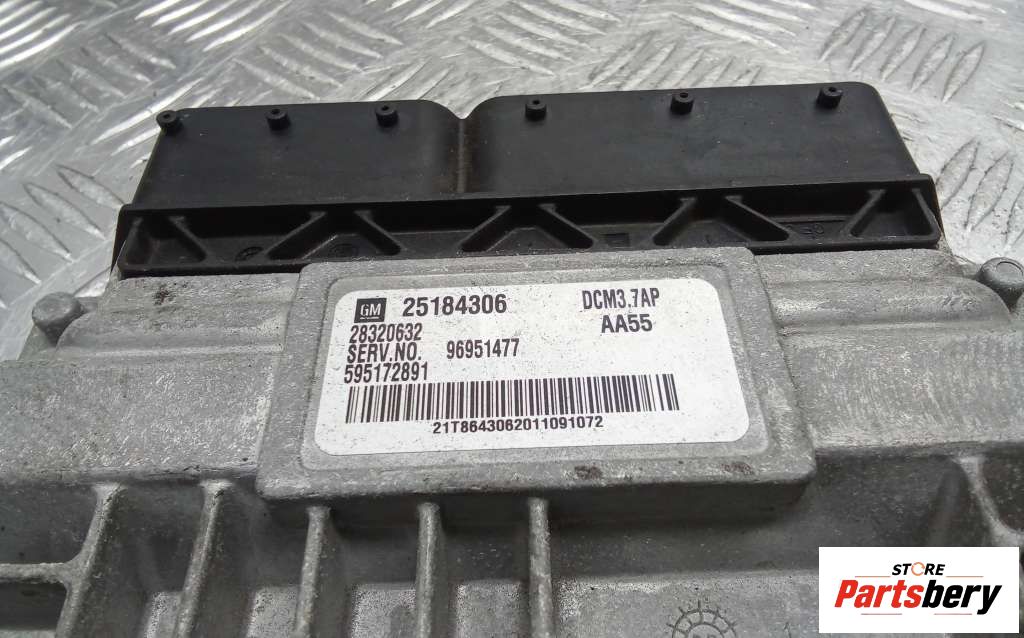 GM 25184306 DCM3.7AP
28320632 AA55
SERV.NO. 96951477
595172891
21T8643062011091072
STORE
Partsbery